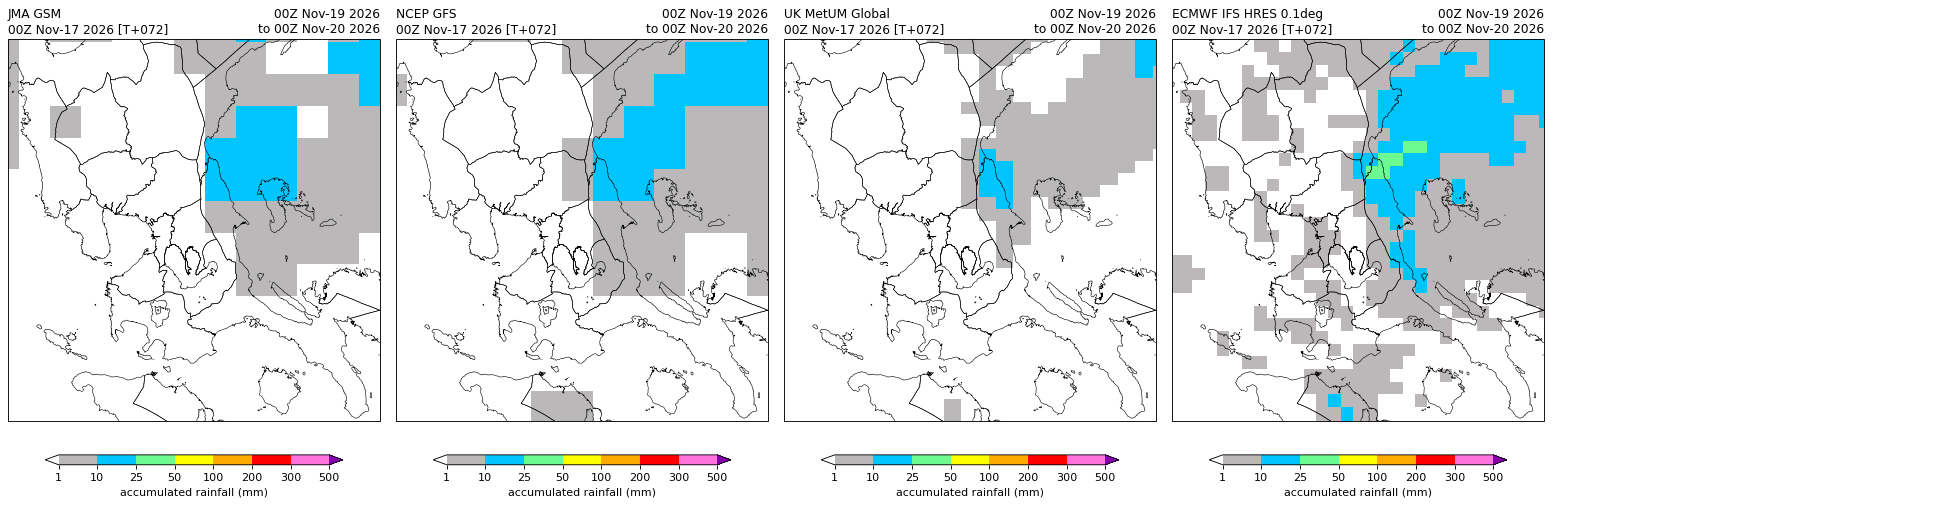 JMA GSM 00Z Nov-19 2026
00Z Nov-17 2026 [T+072] to 00Z Nov-20 2026
NCEP GFS 00Z Nov-19 2026
00Z Nov-17 2026 [T+072] to 00Z Nov-20 2026
UK MetUM Global 00Z Nov-19 2026
00Z Nov-17 2026 [T+072] to 00Z Nov-20 2026
ECMWF IFS HRES 0.1deg 00Z Nov-19 2026
00Z Nov-17 2026 [T+072] to 00Z Nov-20 2026
1 10 25 50 100 200 300 500
accumulated rainfall (mm)
1 10 25 50 100 200 300 500
accumulated rainfall (mm)
1 10 25 50 100 200 300 500
accumulated rainfall (mm)
1 10 25 50 100 200 300 500
accumulated rainfall (mm)